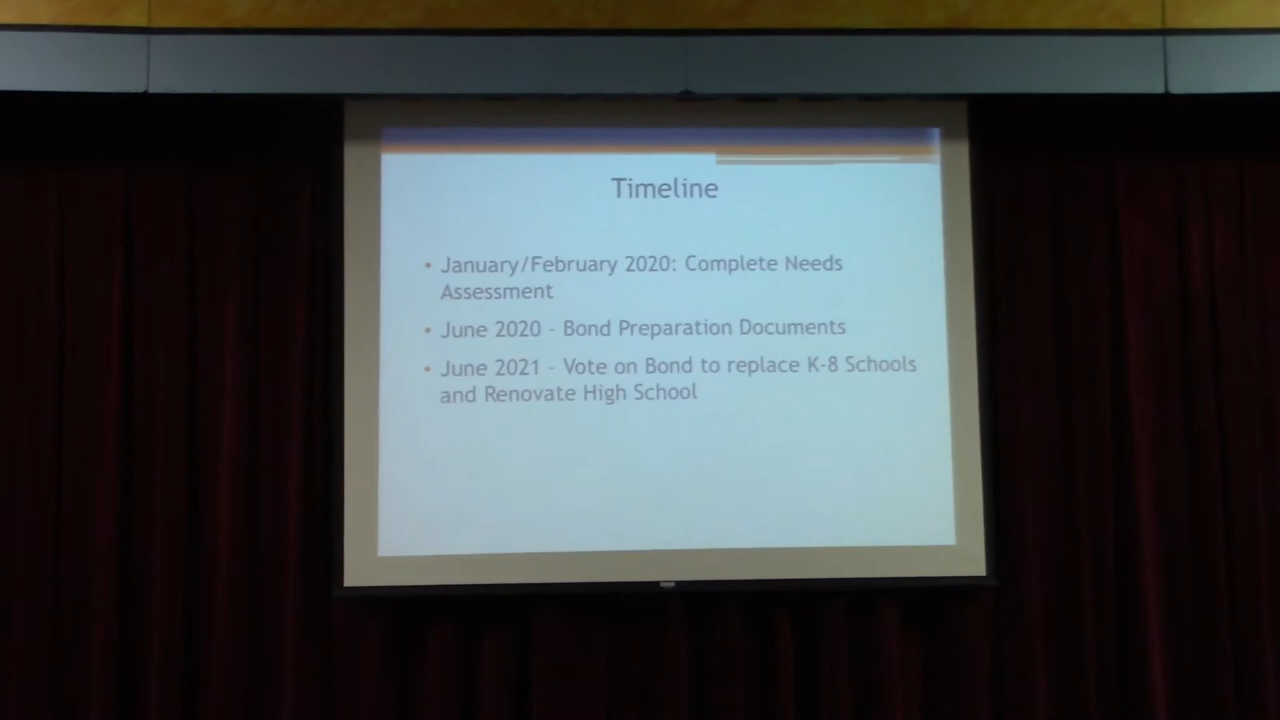 Timeline
• January/February 2020: Complete Needs
Assessment
• June 2020 - Bond Preparation Documents
• June 2021 - Vote on Bond to replace K-8 Schools
and Renovate High School